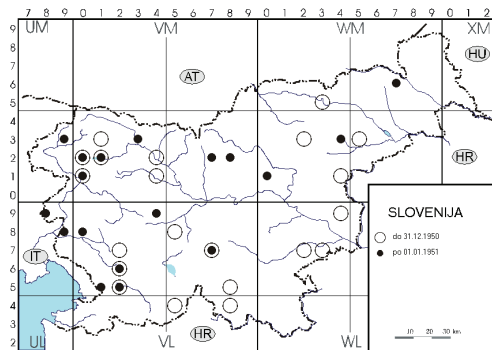 7 8 9 0 1 2 3 4 5 6 7 8 9 0 1 2 3 4 5 6 7 8 9 0 1 2
9 UM VM WM XM
8
7 HU
6 AT
5
4
3
2 HR
1
0
9
8 SLOVENIJA
7 do 31.12.1950
6 IT po 01.01.1951
5
4
3 HR 0 10 20 30 km
2 UL VL WL